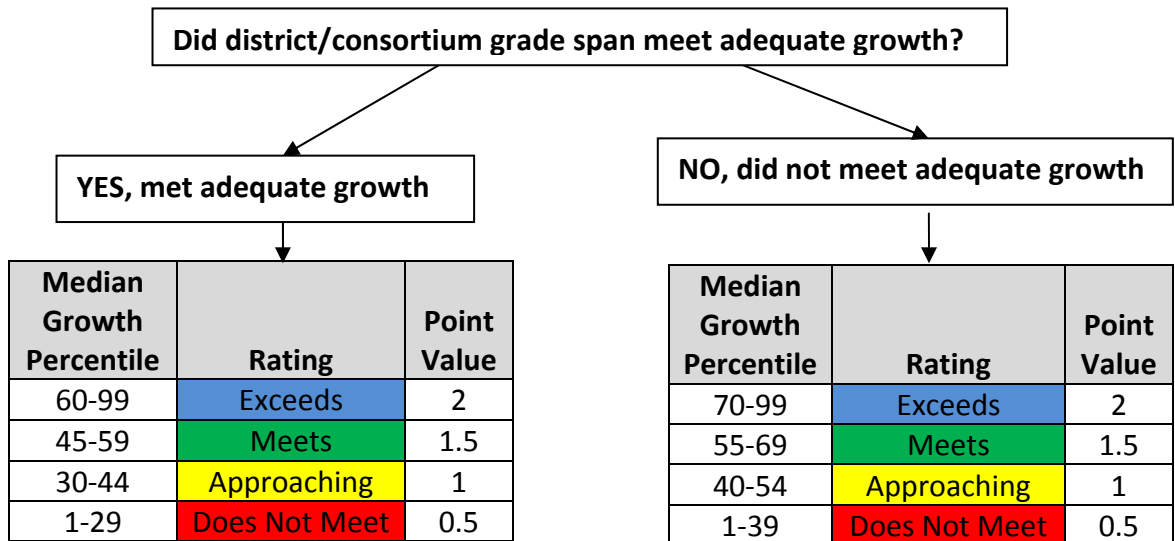 Did district/consortium grade span meet adequate growth?
YES, met adequate growth
NO, did not meet adequate growth
Median
Growth
Percentile
Rating
Point
Value
60-99 Exceeds 2
45-59 Meets 1.5
30-44 Approaching 1
1-29 Does Not Meet 0.5
Median
Growth
Percentile
Rating
Point
Value
70-99 Exceeds 2
55-69 Meets 1.5
40-54 Approaching 1
1-39 Does Not Meet 0.5